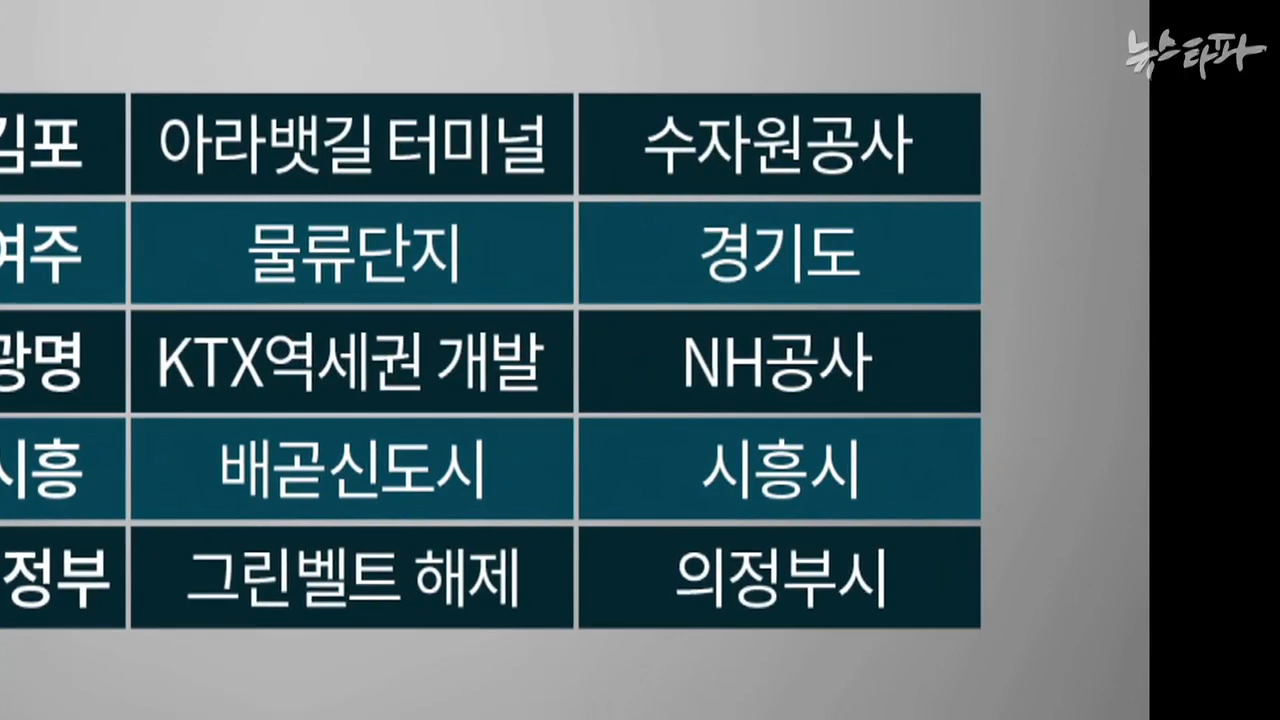 뉴스타파
김포 아라뱃길 터미널 수자원공사
여주 물류단지 경기도
광명 KTX역세권 개발 NH공사
시흥 배곧신도시 시흥시
정부 그린벨트 해제 의정부시